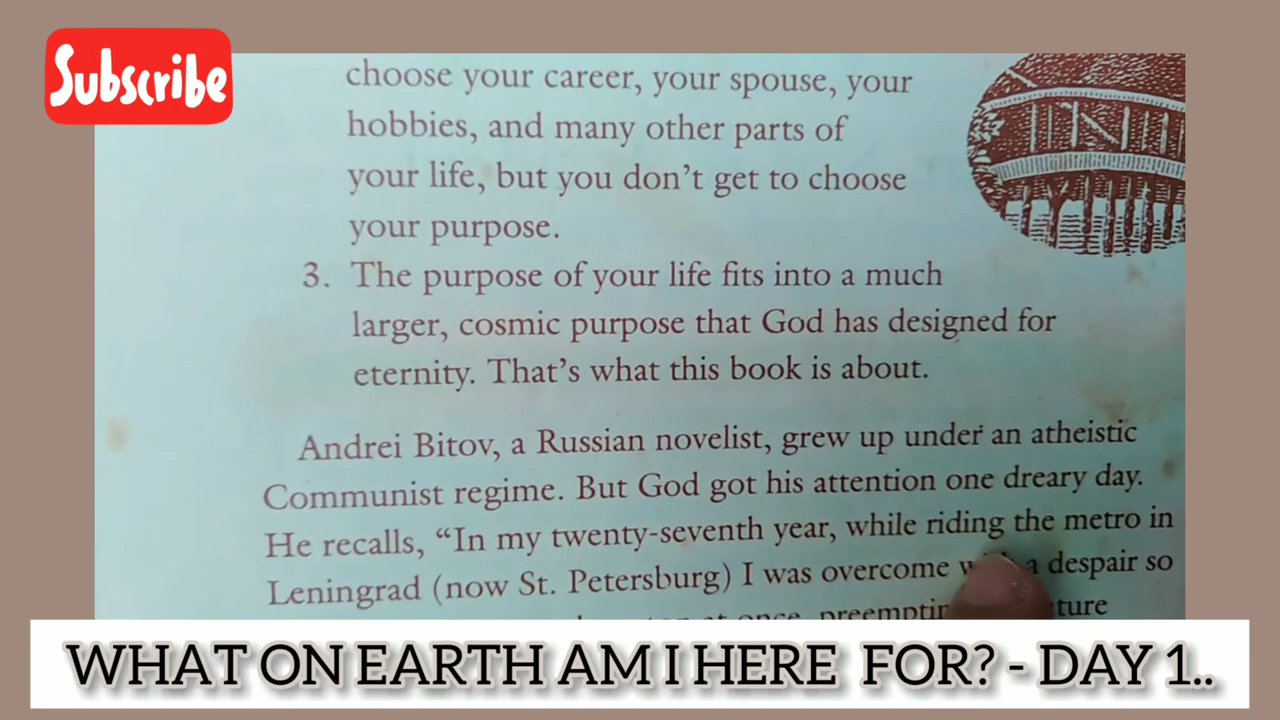 Subscribe
choose your career, your spouse, your
hobbies, and many other parts of
your life, but you don't get to choose
your purpose.
3. The purpose of your life fits into a much
larger, cosmic purpose that God has designed for
eternity. That's what this book is about.
Andrei Bitov, a Russian novelist, grew up under an atheistic
Communist regime. But God got his attention one dreary day.
He recalls, “In my twenty-seventh year, while riding the metro in
Leningrad (now St. Petersburg) I was overcome a despair so
at once, 
WHAT ON EARTH AM I HERE FOR? - DAY 1..